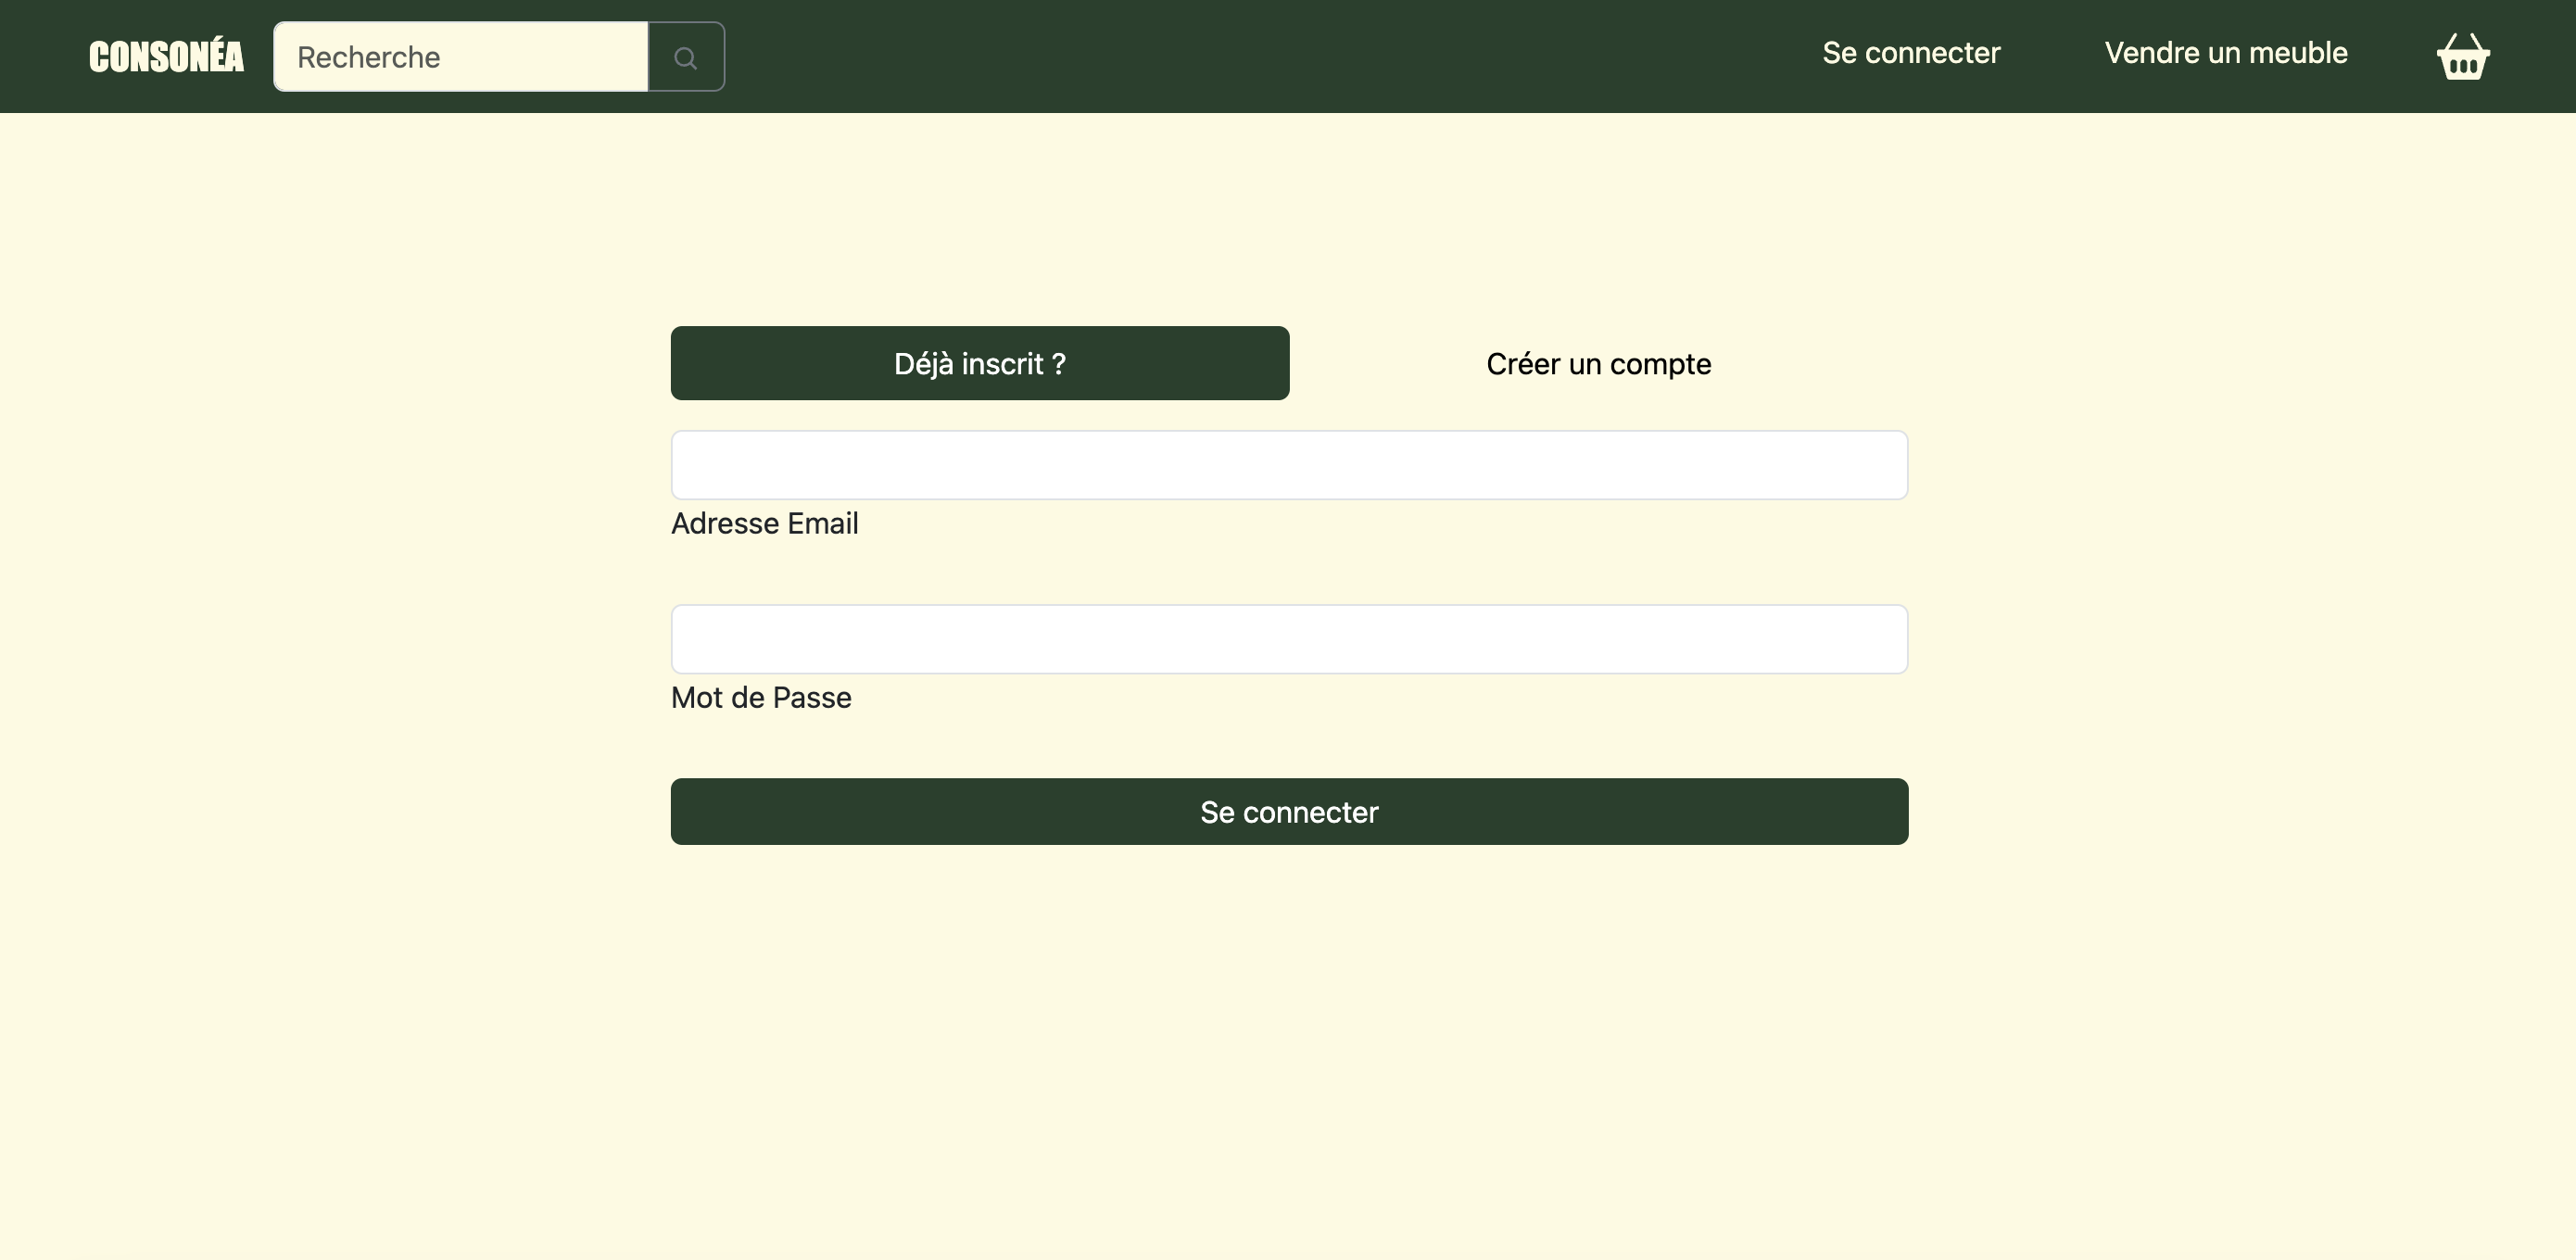 CONSONÉA
Recherche
Se connecter
Vendre un meuble
Déjà inscrit ?
Créer un compte
Adresse Email
Mot de Passe
Se connecter